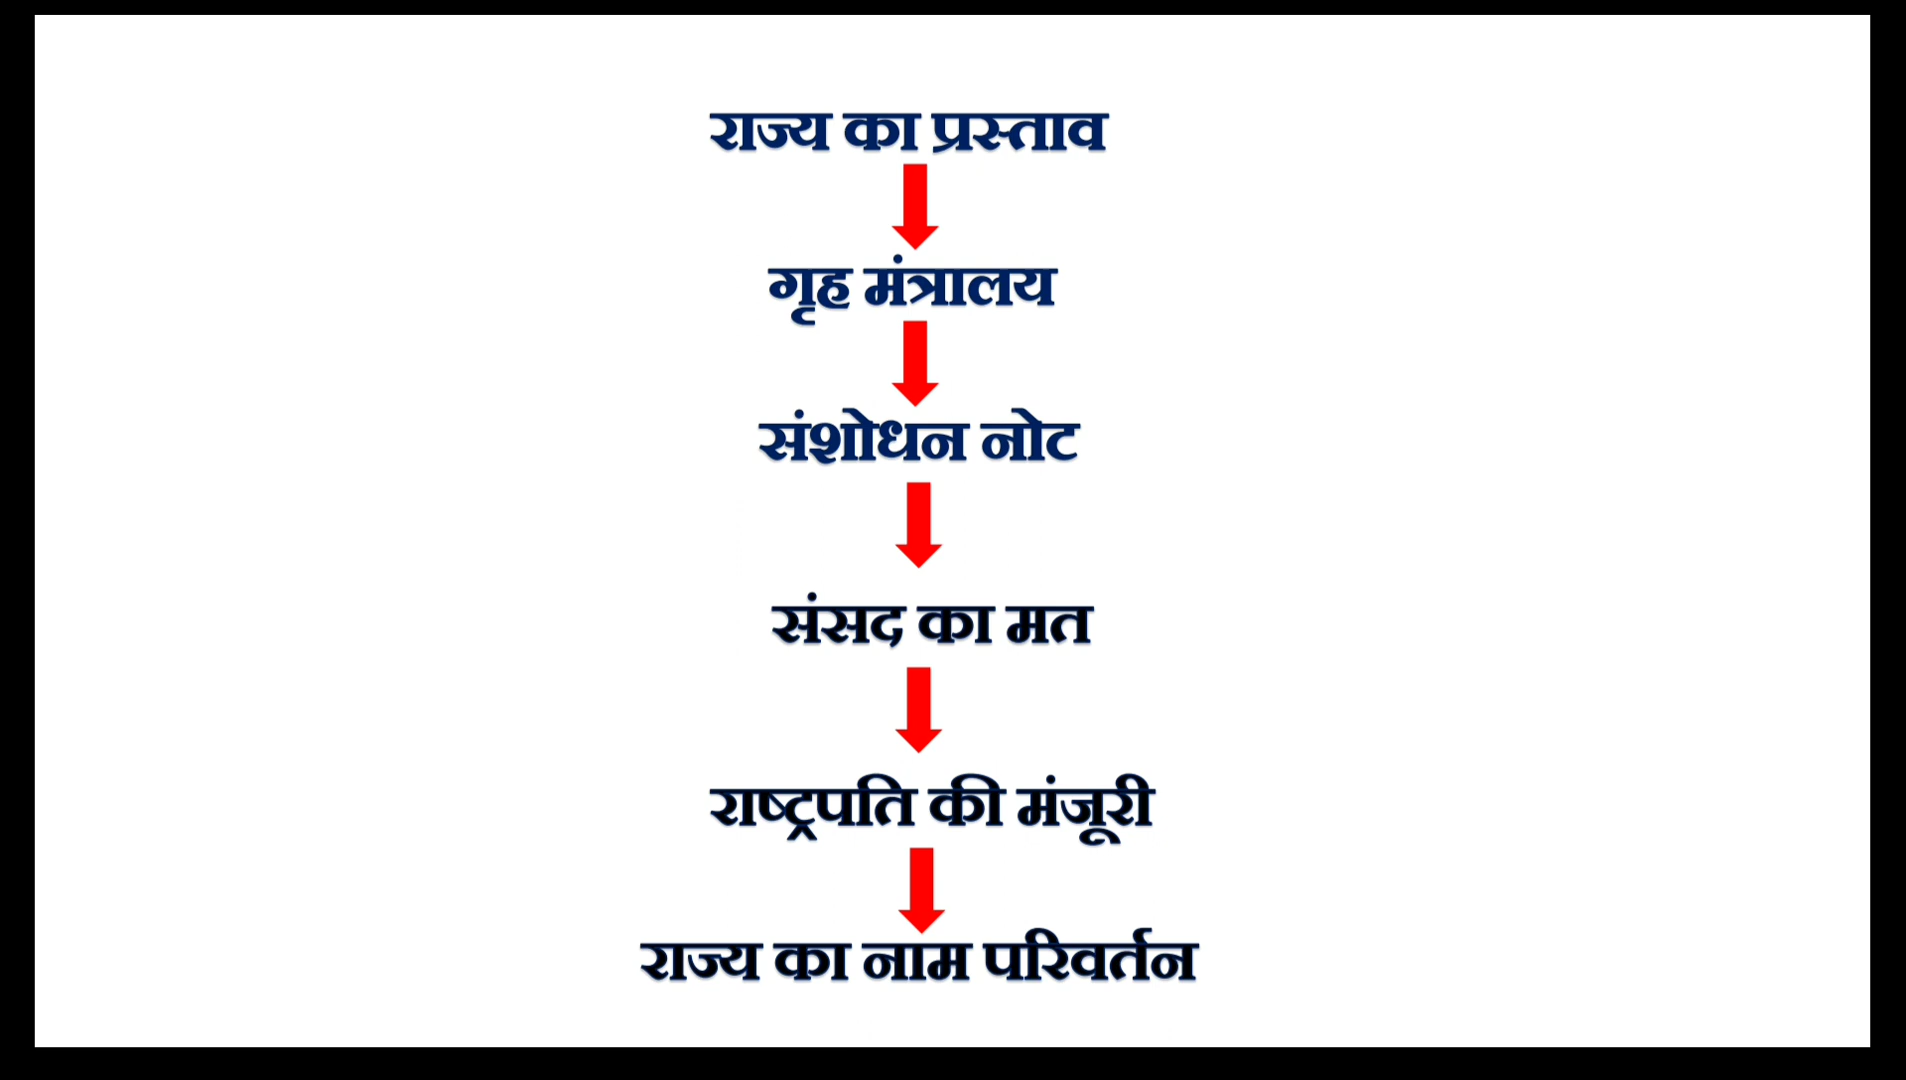 राज्य का प्रस्ताव
गृह मंत्रालय
संशोधन नोट
संसद का मत
राष्ट्रपति की मंजूरी
राज्य का नाम परिवर्तन